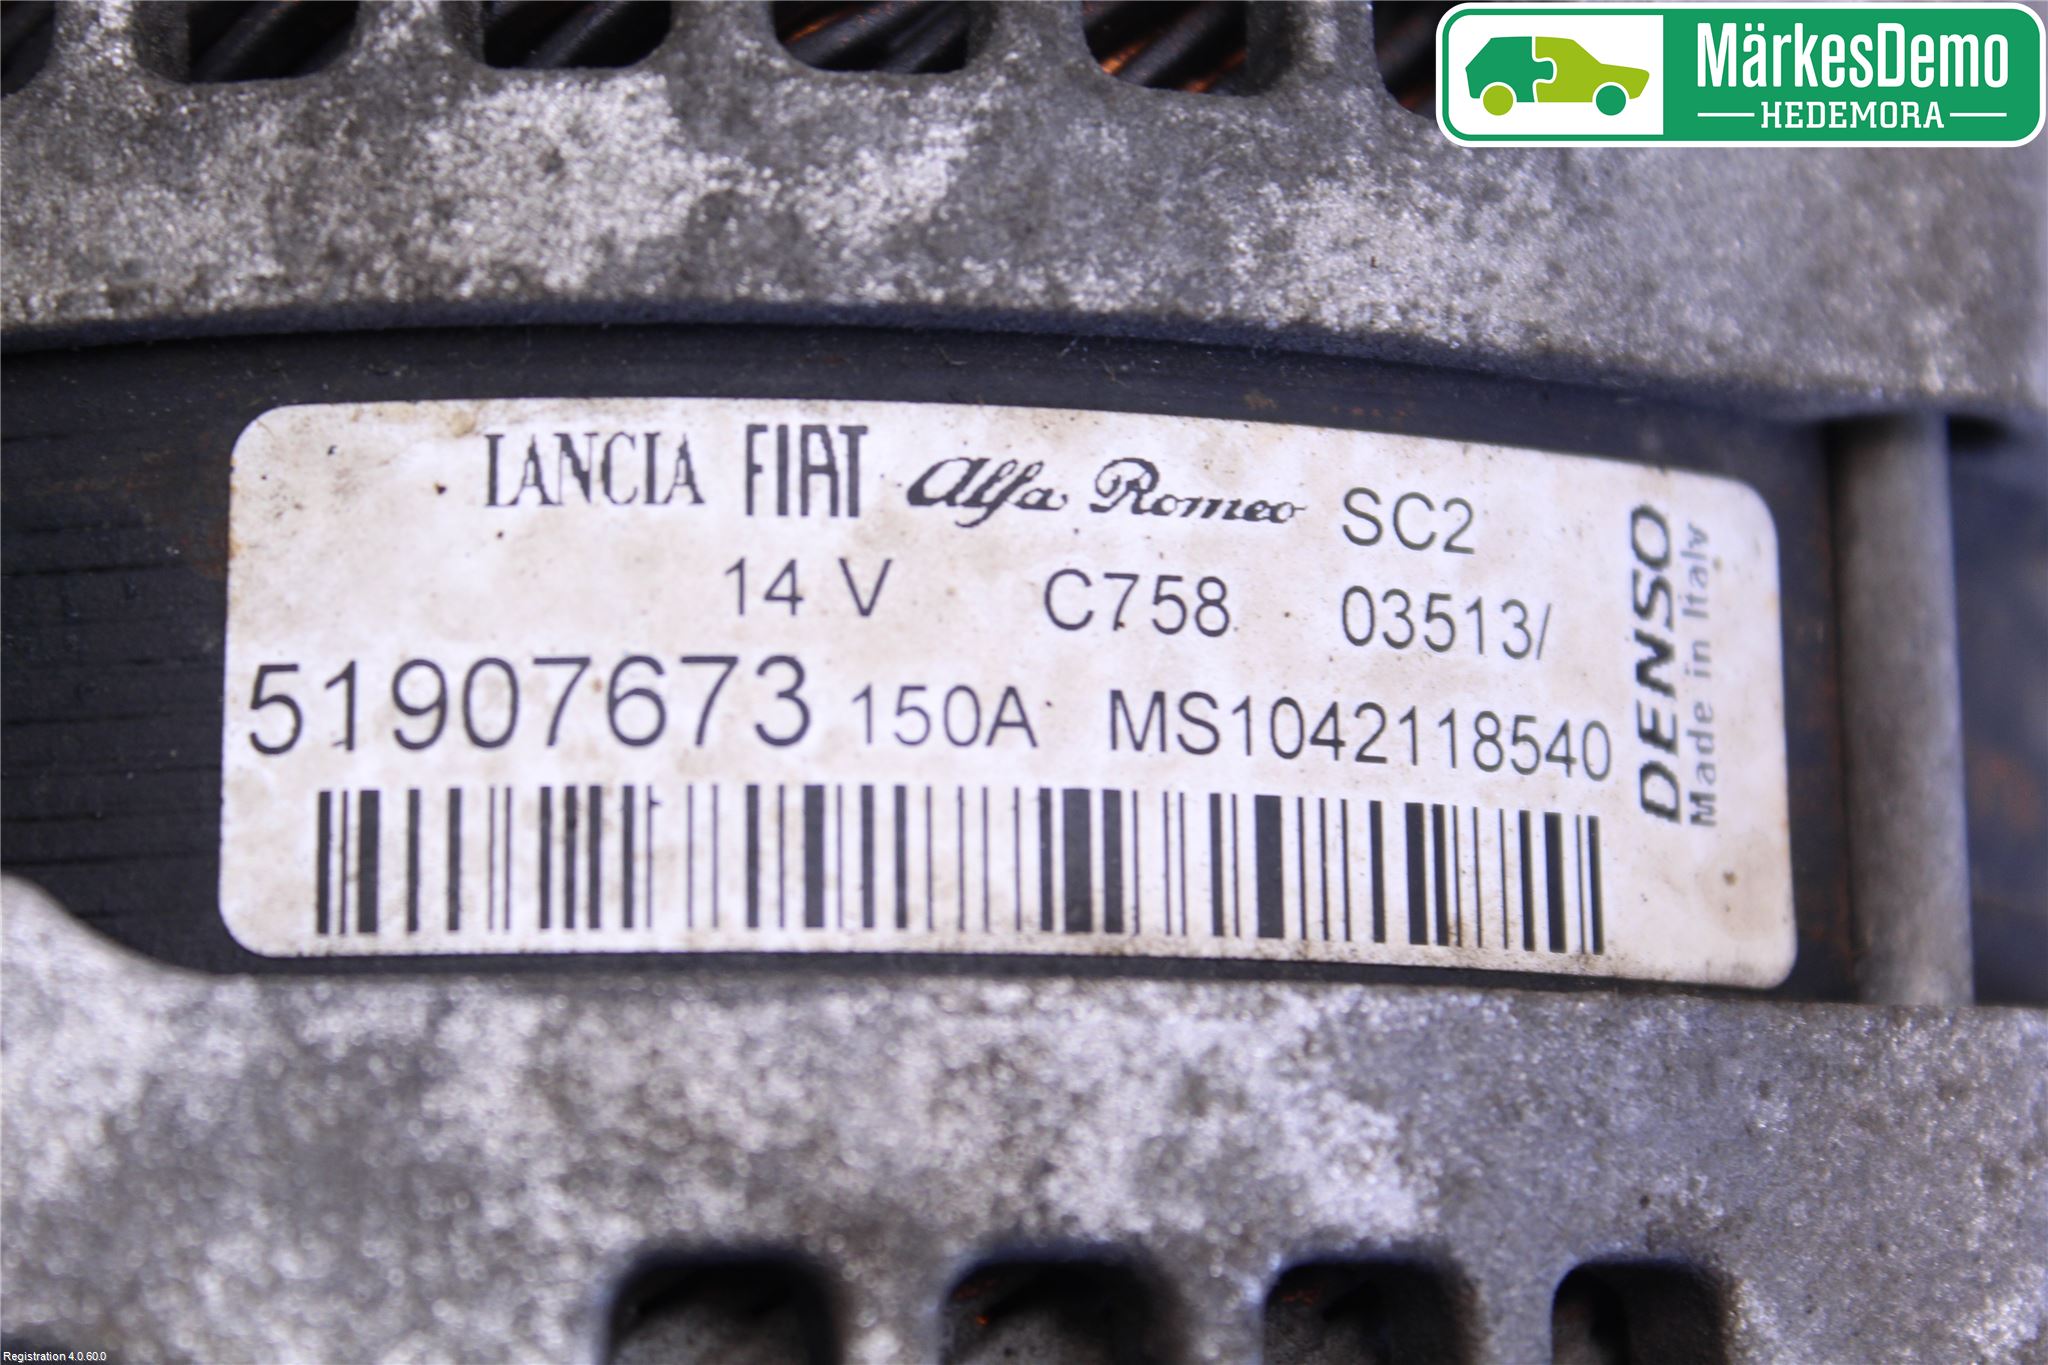 MärkesDemo
HEDEMORA
LANCIA FIAT Alfa Romeo SC2
14 V C758 03513/
51907673 150A MS1042118540
DENSO
Made in Italy
Registration 4.0.60.0